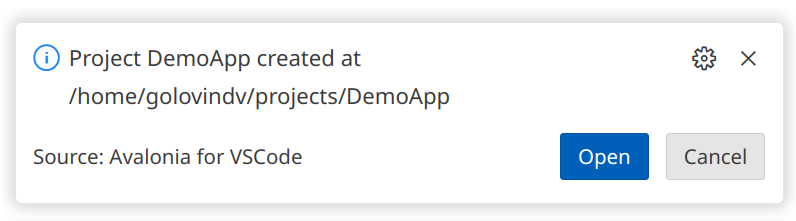 Project DemoApp created at
/home/golovindv/projects/DemoApp
Source: Avalonia for VSCode
Open
Cancel